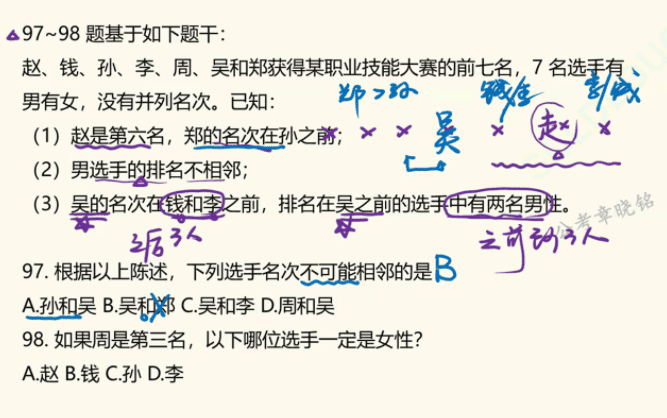 97~98 题基于如下题干：
赵、钱、孙、李、周、吴和郑获得某职业技能大赛的前七名，7 名选手有
男有女，没有并列名次。已知：
郑>孙
（1）赵是第六名，郑的名次在孙之前；
× × × 吴 × 赵 ×
（2）男选手的排名不相邻；
（3）吴的名次在钱和李之前，排名在吴之前的选手中有两名男性。
之后3人
之前到3人
公考章晓铭
97. 根据以上陈述，下列选手名次不可能相邻的是 B
A.孙和吴 B.吴和郑 C.吴和李 D.周和吴
98. 如果周是第三名，以下哪位选手一定是女性？
A.赵 B.钱 C.孙 D.李